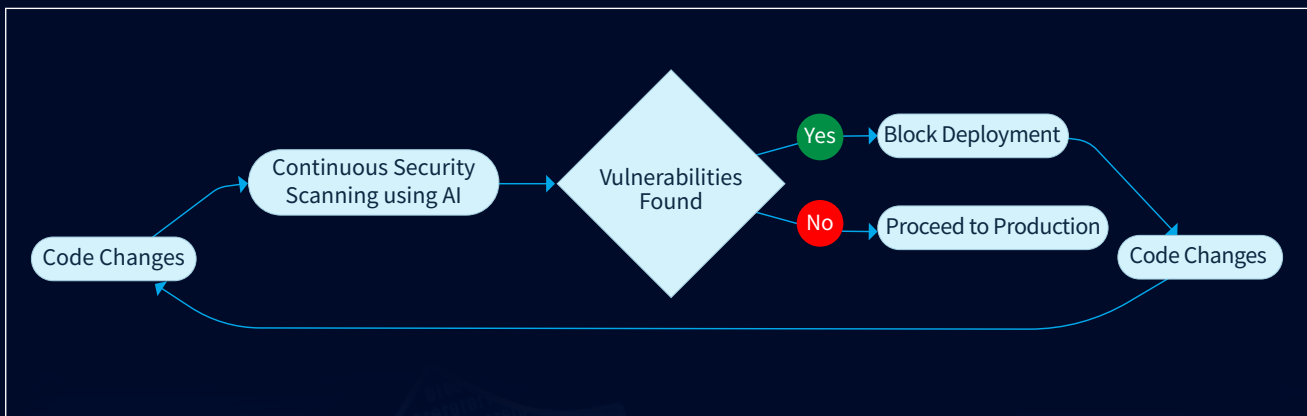 Code Changes
Continuous Security
Scanning using AI
Vulnerabilities
Found
Yes
Block Deployment
No
Proceed to Production
Code Changes